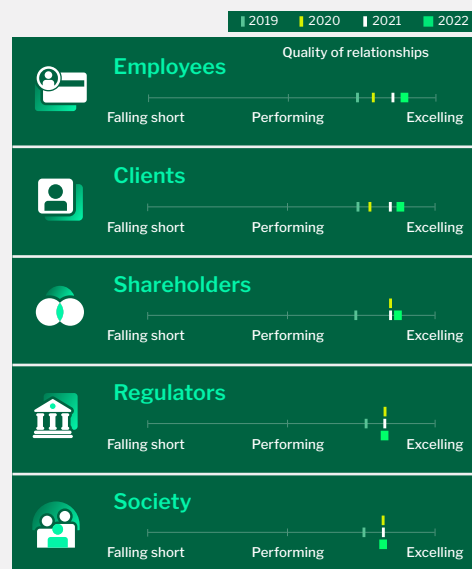 2019 2020 2021 2022
Quality of relationships
Employees
Falling short Performing Excelling
Clients
Falling short Performing Excelling
Shareholders
Falling short Performing Excelling
Regulators
Falling short Performing Excelling
Society
Falling short Performing Excelling